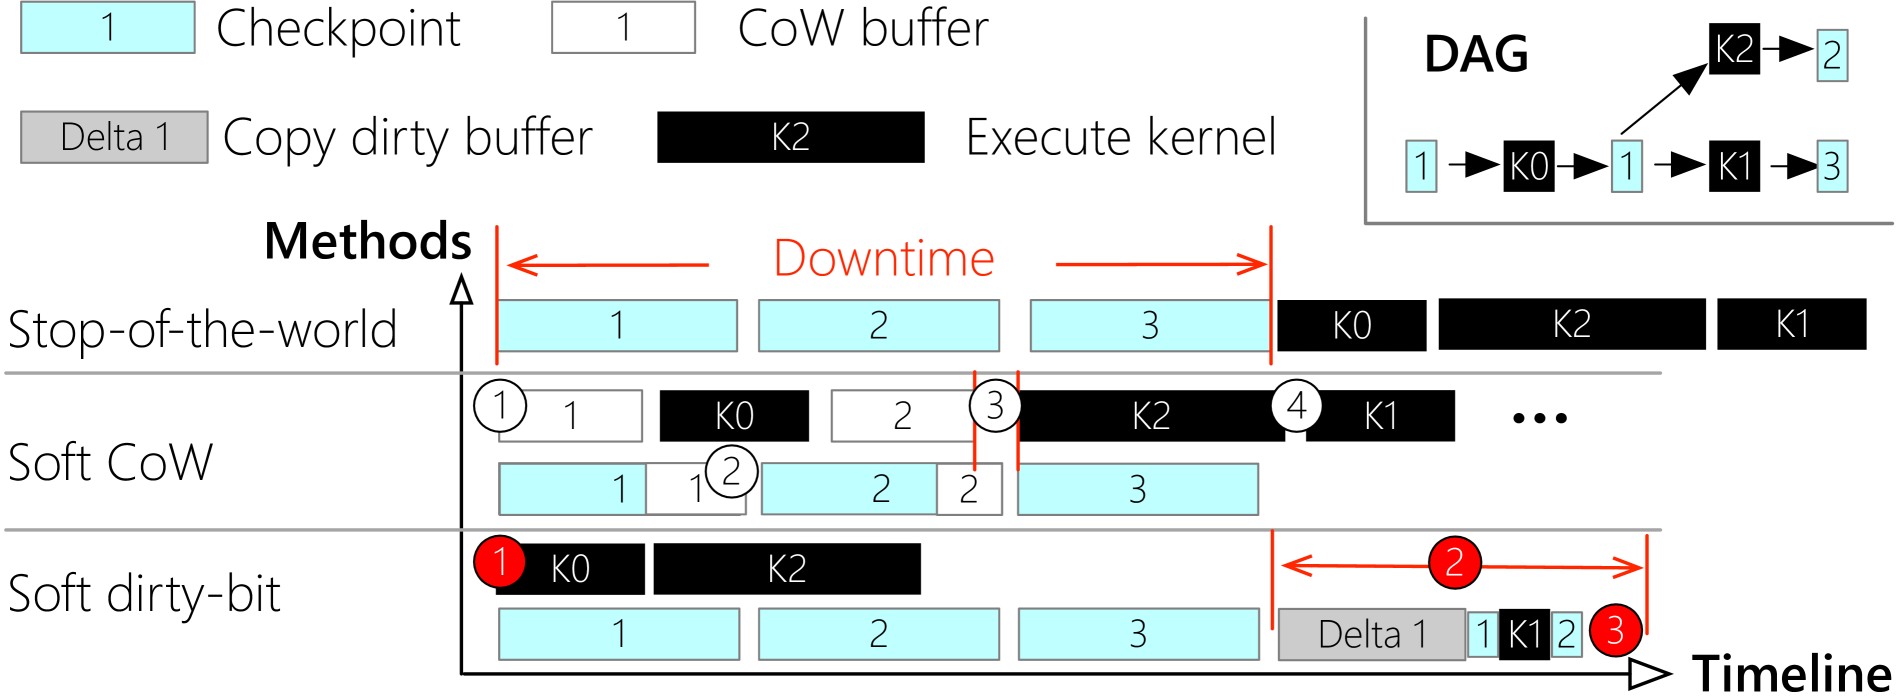 1 Checkpoint 1 CoW buffer
Delta 1 Copy dirty buffer K2 Execute kernel
DAG
K2 2
1 K0 1 K1 3
Methods
Downtime
Stop-of-the-world 1 2 3 K0 K2 K1
Soft CoW
1 1 K0 2 3 K2 4 K1 ...
1 1 2 2 2 3
Soft dirty-bit
1 K0 K2 2
1 2 3 Delta 1 1 K1 2 3
Timeline